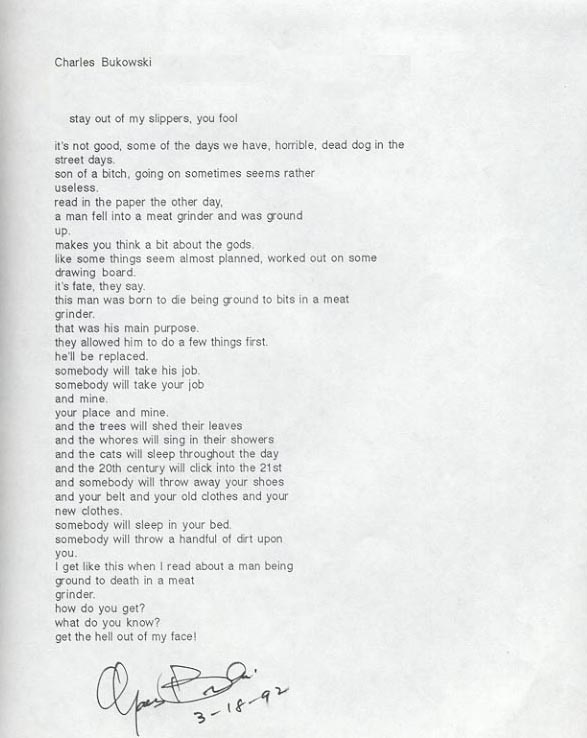 Charles Bukowski
stay out of my slippers, you fool
it's not good, some of the days we have, horrible, dead dog in the
street days.
son of a bitch, going on sometimes seems rather
useless.
read in the paper the other day,
a man fell into a meat grinder and was ground
up.
makes you think a bit about the gods.
like some things seem almost planned, worked out on some
drawing board.
it's fate, they say.
this man was born to die being ground to bits in a meat
grinder.
that was his main purpose.
they allowed him to do a few things first.
he'll be replaced.
somebody will take his job.
somebody will take your job
and mine.
your place and mine.
and the trees will shed their leaves
and the whores will sing in their showers
and the cats will sleep throughout the day
and the 20th century will click into the 21st
and somebody will throw away your shoes
and your belt and your old clothes and your
new clothes.
somebody will sleep in your bed.
somebody will throw a handful of dirt upon
you.
I get like this when I read about a man being
ground to death in a meat
grinder.
how do you get?
what do you know?
get the hell out of my face!
3-18-92